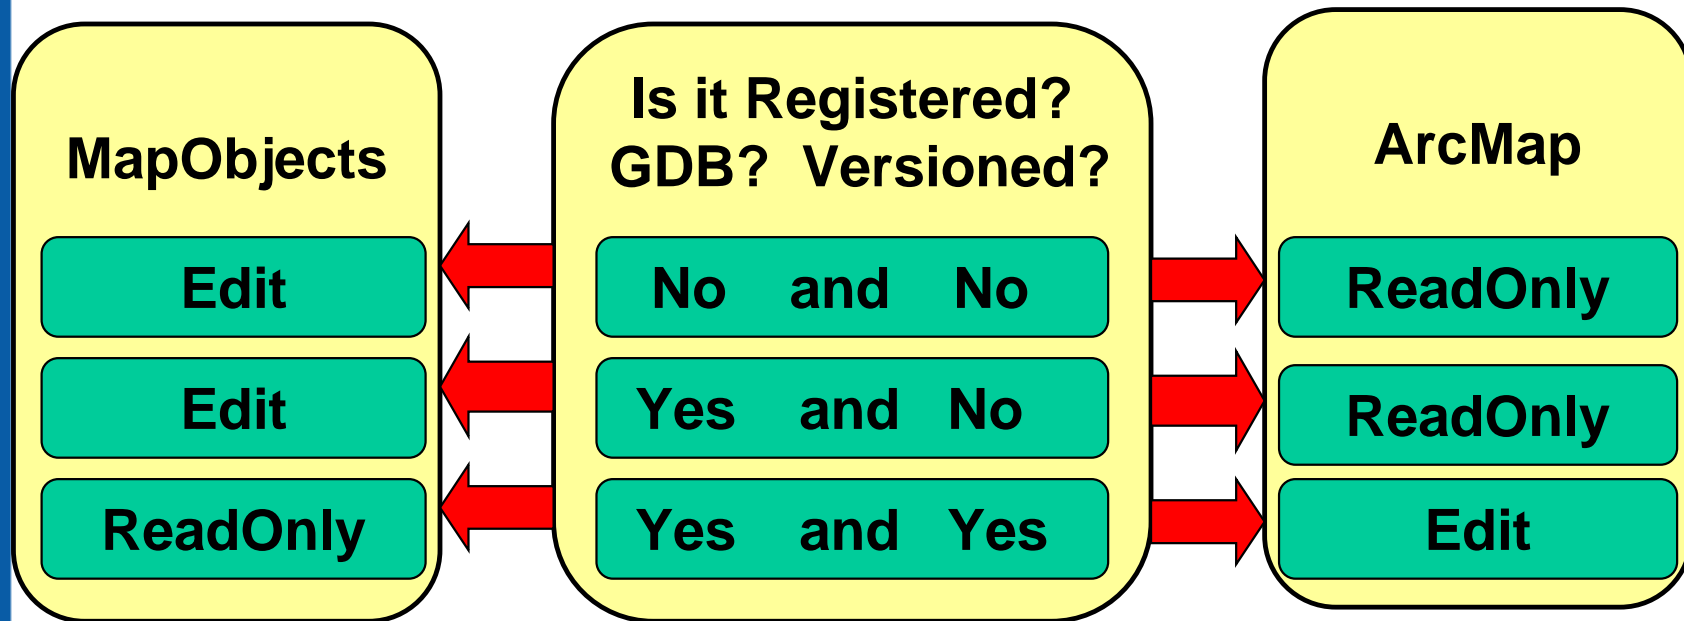 MapObjects
Edit
Edit
ReadOnly
Is it Registered?
GDB? Versioned?
No and No
Yes and No
Yes and Yes
ArcMap
ReadOnly
ReadOnly
Edit